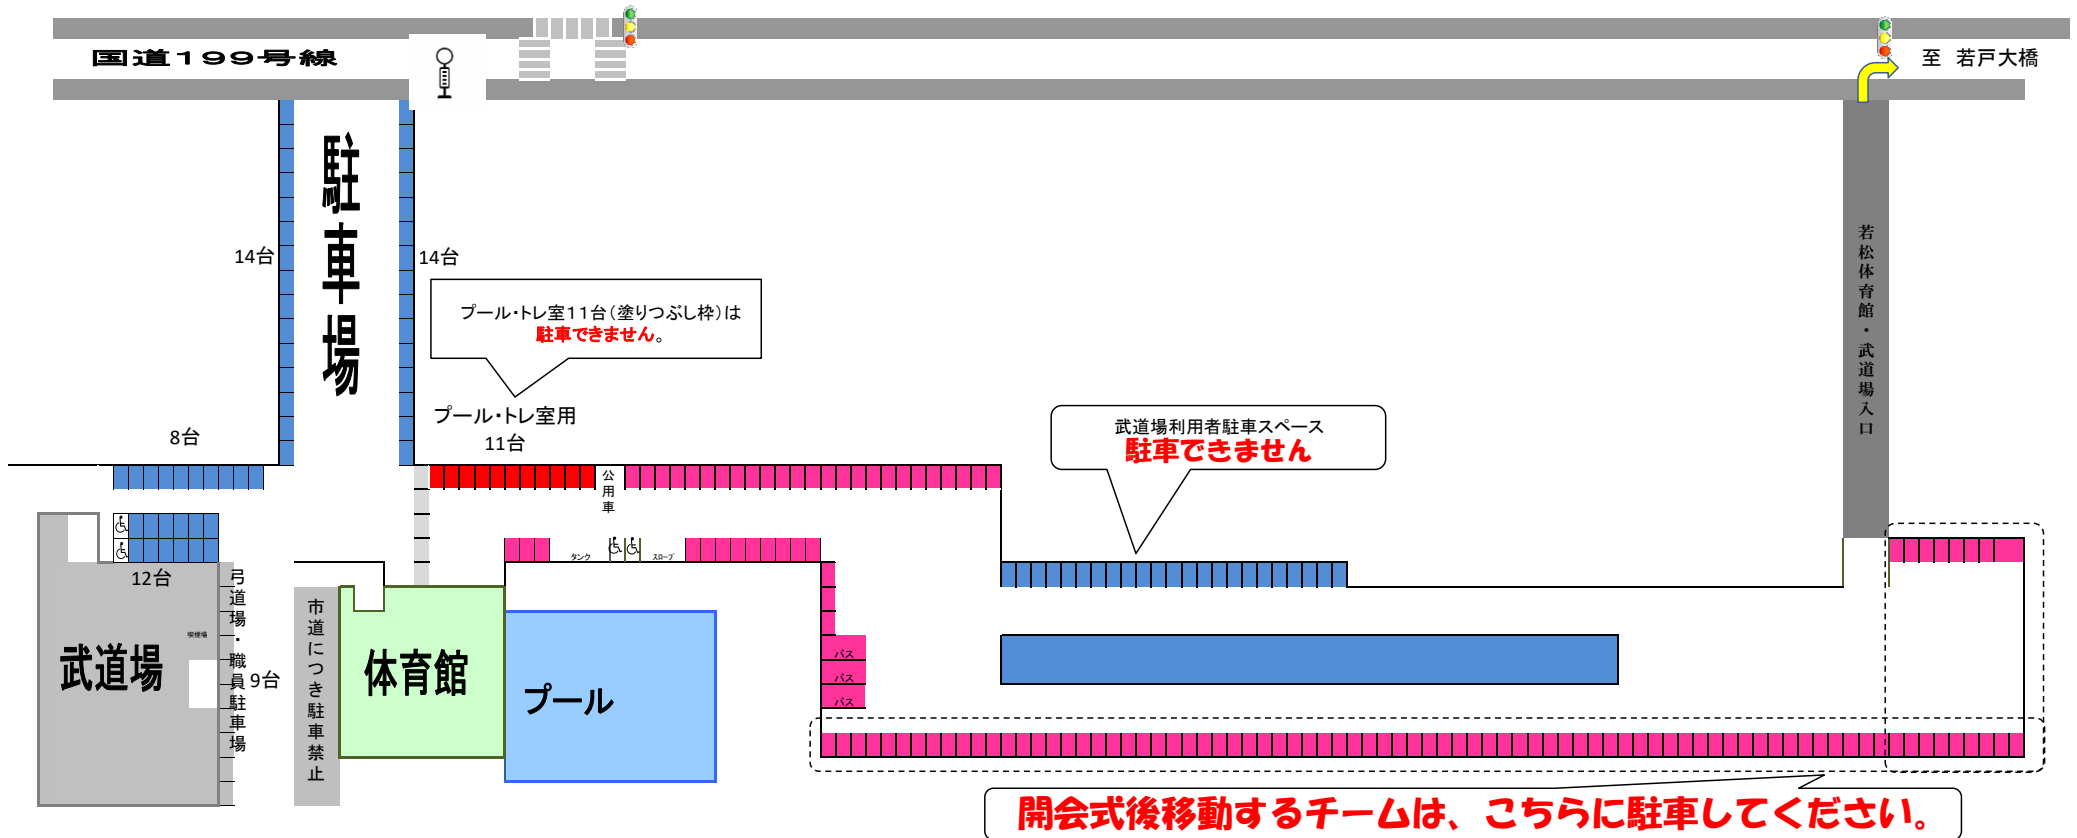 国道199号線
至 若戸大橋
駐車場
14台
14台
プール・トレ室11台(塗りつぶし枠)は
駐車できません。
若松体育館・武道場入口
プール・トレ室用
11台
8台
武道場利用者駐車スペース
駐車できません
公用車
タンク
スロープ
12台
弓道場・職員駐車場
9台
喫煙場
武道場
市道につき駐車禁止
体育館
プール
バス
バス
バス
開会式後移動するチームは、こちらに駐車してください。